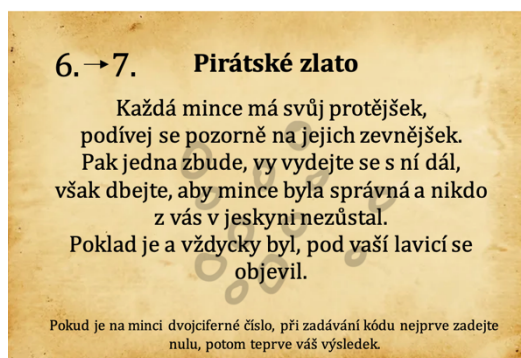 6.→7. Pirátské zlato
Každá mince má svůj protějšek,
podívej se pozorně na jejich zevnějšek.
Pak jedna zbude, vy vydejte se s ní dál,
však dbejte, aby mince byla správná a nikdo
z vás v jeskyni nezůstal.
Poklad je a vždycky byl, pod vaší lavicí se
objevil.
Pokud je na minci dvojciferné číslo, při zadávání kódu nejprve zadejte
nulu, potom teprve váš výsledek.